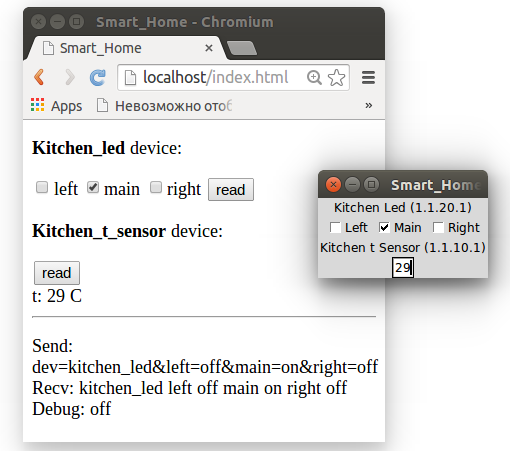 Smart_Home - Chromium
Smart_Home
localhost/index.html
Apps Невозможно отоб »
Kitchen_led device:
left main right read
Kitchen_t_sensor device:
read
t: 29 C
Send:
dev=kitchen_led&left=off&main=on&right=off
Recv: kitchen_led left off main on right off
Debug: off
Smart_Home
Kitchen Led (1.1.20.1)
Left Main Right
Kitchen t Sensor (1.1.10.1)
29